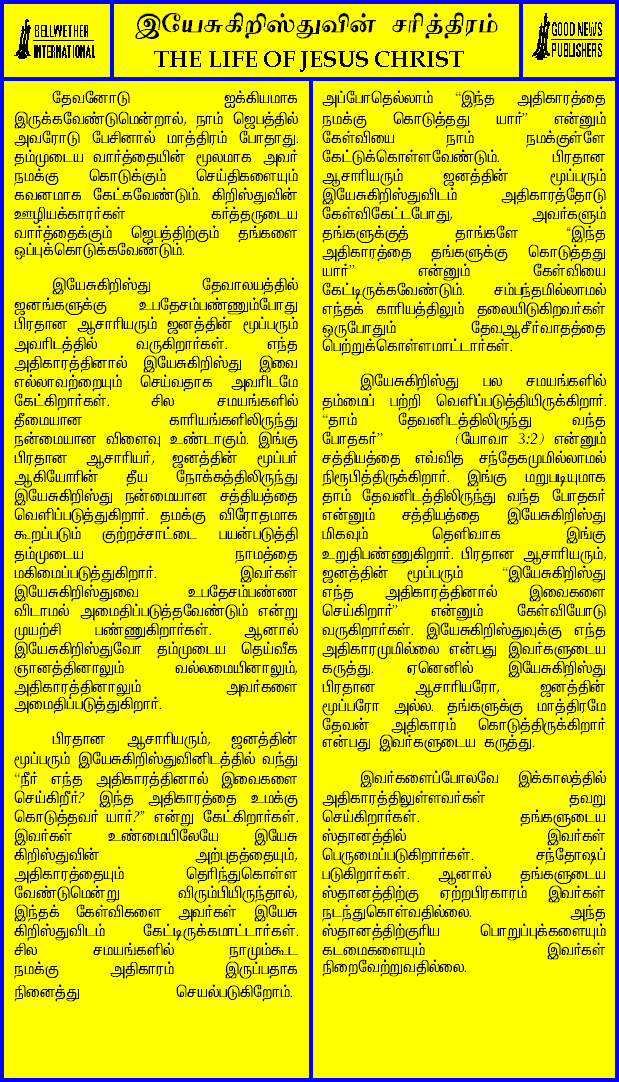 BELLWETHER
INTERNATIONAL
இயேசுகிறிஸ்துவின் சரித்திரம்
THE LIFE OF JESUS CHRIST
GOOD NEWS
PUBLISHERS
தேவனோடு ஐக்கியமாக
இருக்கவேண்டுமென்றால், நாம் ஜெபத்தில்
அவரோடு பேசினால் மாத்திரம் போதாது.
தம்முடைய வார்த்தையின் மூலமாக அவர்
நமக்கு கொடுக்கும் செய்திகளையும்
கவனமாக கேட்கவேண்டும். கிறிஸ்துவின்
ஊழியக்காரர்கள் கர்த்தருடைய
வார்த்தைக்கும் ஜெபத்திற்கும் தங்களை
ஒப்புக்கொடுக்கவேண்டும்.
இயேசுகிறிஸ்து தேவாலயத்தில்
ஜனங்களுக்கு உபதேசம்பண்ணும்போது
பிரதான ஆசாரியரும் ஜனத்தின் மூப்பரும்
அவரிடத்தில் வருகிறார்கள். எந்த
அதிகாரத்தினால் இயேசுகிறிஸ்து இவை
எல்லாவற்றையும் செய்வதாக அவரிடமே
கேட்கிறார்கள். சில சமயங்களில்
தீமையான காரியங்களிலிருந்து
நன்மையான விளைவு உண்டாகும். இங்கு
பிரதான ஆசாரியர், ஜனத்தின் மூப்பர்
ஆகியோரின் தீய நோக்கத்திலிருந்து
இயேசுகிறிஸ்து நன்மையான சத்தியத்தை
வெளிப்படுத்துகிறார். தமக்கு விரோதமாக
கூறப்படும் குற்றச்சாட்டை பயன்படுத்தி
தம்முடைய நாமத்தை
மகிமைப்படுத்துகிறார். இவர்கள்
இயேசுகிறிஸ்துவை உபதேசம்பண்ண
விடாமல் அமைதிப்படுத்தவேண்டும் என்று
முயற்சி பண்ணுகிறார்கள். ஆனால்
இயேசுகிறிஸ்துவோ தம்முடைய தெய்வீக
ஞானத்தினாலும் வல்லமையினாலும்,
அதிகாரத்தினாலும் அவர்களை
அமைதிப்படுத்துகிறார்.
பிரதான ஆசாரியரும், ஜனத்தின்
மூப்பரும் இயேசுகிறிஸ்துவினிடத்தில் வந்து
“நீர் எந்த அதிகாரத்தினால் இவைகளை
செய்கிறீர்? இந்த அதிகாரத்தை உமக்கு
கொடுத்தவர் யார்?” என்று கேட்கிறார்கள்.
இவர்கள் உண்மையிலேயே இயேசு
கிறிஸ்துவின் அற்புதத்தையும்,
அதிகாரத்தையும் தெரிந்துகொள்ள
வேண்டுமென்று விரும்பியிருந்தால்,
இந்தக் கேள்விகளை அவர்கள் இயேசு
கிறிஸ்துவிடம் கேட்டிருக்கமாட்டார்கள்.
சில சமயங்களில் நாமும்கூட
நமக்கு அதிகாரம் இருப்பதாக
நினைத்து செயல்படுகிறோம்.
அப்போதெல்லாம் “இந்த அதிகாரத்தை
நமக்கு கொடுத்தது யார்” என்னும்
கேள்வியை நாம் நமக்குள்ளே
கேட்டுக்கொள்ளவேண்டும். பிரதான
ஆசாரியரும் ஜனத்தின் மூப்பரும்
இயேசுகிறிஸ்துவிடம் அதிகாரத்தோடு
கேள்விகேட்டபோது, அவர்களும்
தங்களுக்குத் தாங்களே “இந்த
அதிகாரத்தை தங்களுக்கு கொடுத்தது
யார்” என்னும் கேள்வியை
கேட்டிருக்கவேண்டும். சம்பந்தமில்லாமல்
எந்தக் காரியத்திலும் தலையிடுகிறவர்கள்
ஒருபோதும் தேவஆசீர்வாதத்தை
பெற்றுக்கொள்ளமாட்டார்கள்.
இயேசுகிறிஸ்து பல சமயங்களில்
தம்மைப் பற்றி வெளிப்படுத்தியிருக்கிறார்.
“தாம் தேவனிடத்திலிருந்து வந்த
போதகர்” (யோவா 3:2) என்னும்
சத்தியத்தை எவ்வித சந்தேகமுமில்லாமல்
நிரூபித்திருக்கிறார். இங்கு மறுபடியுமாக
தாம் தேவனிடத்திலிருந்து வந்த போதகர்
என்னும் சத்தியத்தை இயேசுகிறிஸ்து
மிகவும் தெளிவாக இங்கு
உறுதிபண்ணுகிறார். பிரதான ஆசாரியரும்,
ஜனத்தின் மூப்பரும் “இயேசுகிறிஸ்து
எந்த அதிகாரத்தினால் இவைகளை
செய்கிறார்” என்னும் கேள்வியோடு
வருகிறார்கள். இயேசுகிறிஸ்துவுக்கு எந்த
அதிகாரமுமில்லை என்பது இவர்களுடைய
கருத்து. ஏனெனில் இயேசுகிறிஸ்து
பிரதான ஆசாரியரோ, ஜனத்தின்
மூப்பரோ அல்ல. தங்களுக்கு மாத்திரமே
தேவன் அதிகாரம் கொடுத்திருக்கிறார்
என்பது இவர்களுடைய கருத்து.
இவர்களைப்போலவே இக்காலத்தில்
அதிகாரத்திலுள்ளவர்கள் தவறு
செய்கிறார்கள். தங்களுடைய
ஸ்தானத்தில் இவர்கள்
பெருமைப்படுகிறார்கள். சந்தோஷப்
படுகிறார்கள். ஆனால் தங்களுடைய
ஸ்தானத்திற்கு ஏற்றபிரகாரம் இவர்கள்
நடந்துகொள்வதில்லை. அந்த
ஸ்தானத்திற்குரிய பொறுப்புக்களையும்
கடமைகளையும் இவர்கள்
நிறைவேற்றுவதில்லை.